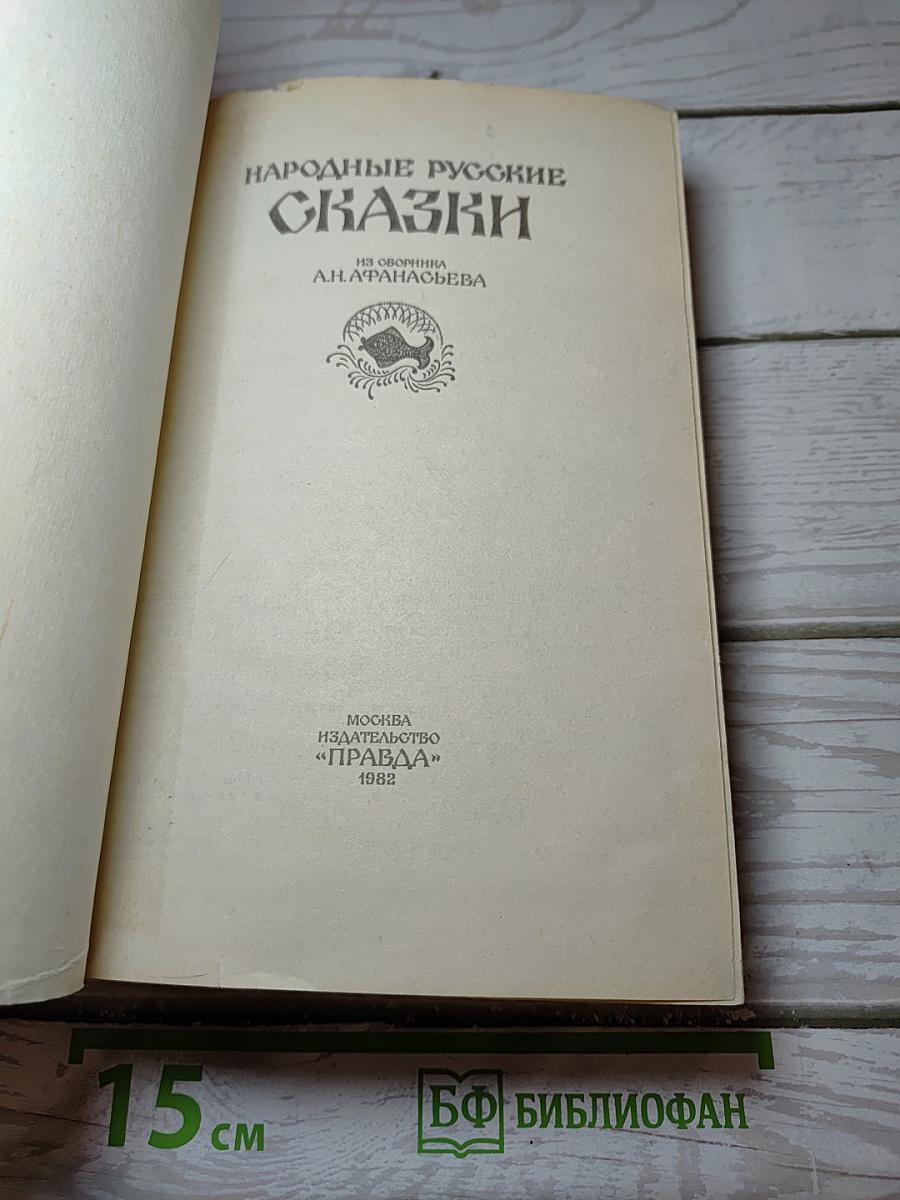 НАРОДНЫЕ РУССКИЕ
СКАЗКИ
ИЗ СБОРНИКА
А.Н.АФАНАСЬЕВА
МОСКВА
ИЗДАТЕЛЬСТВО
«ПРАВДА»
1982
15 см
БФ БИБЛИОФАН